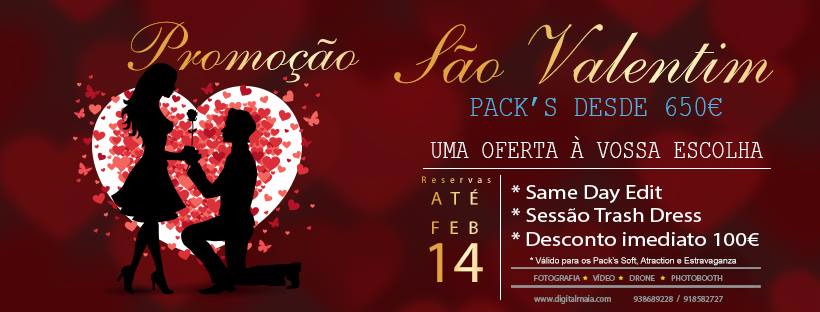 Promoção São Valentim
PACK'S DESDE 650€
UMA OFERTA À VOSSA ESCOLHA
Reservas
ATÉ
FEB
14
* Same Day Edit
* Sessão Trash Dress
* Desconto imediato 100€
* Válido para os Pack's Soft, Atraction e Estravaganza
FOTOGRAFIA ★ VÍDEO ★ DRONE ★ PHOTOBOOTH
www.digitalmaia.com 938689228 / 918582727